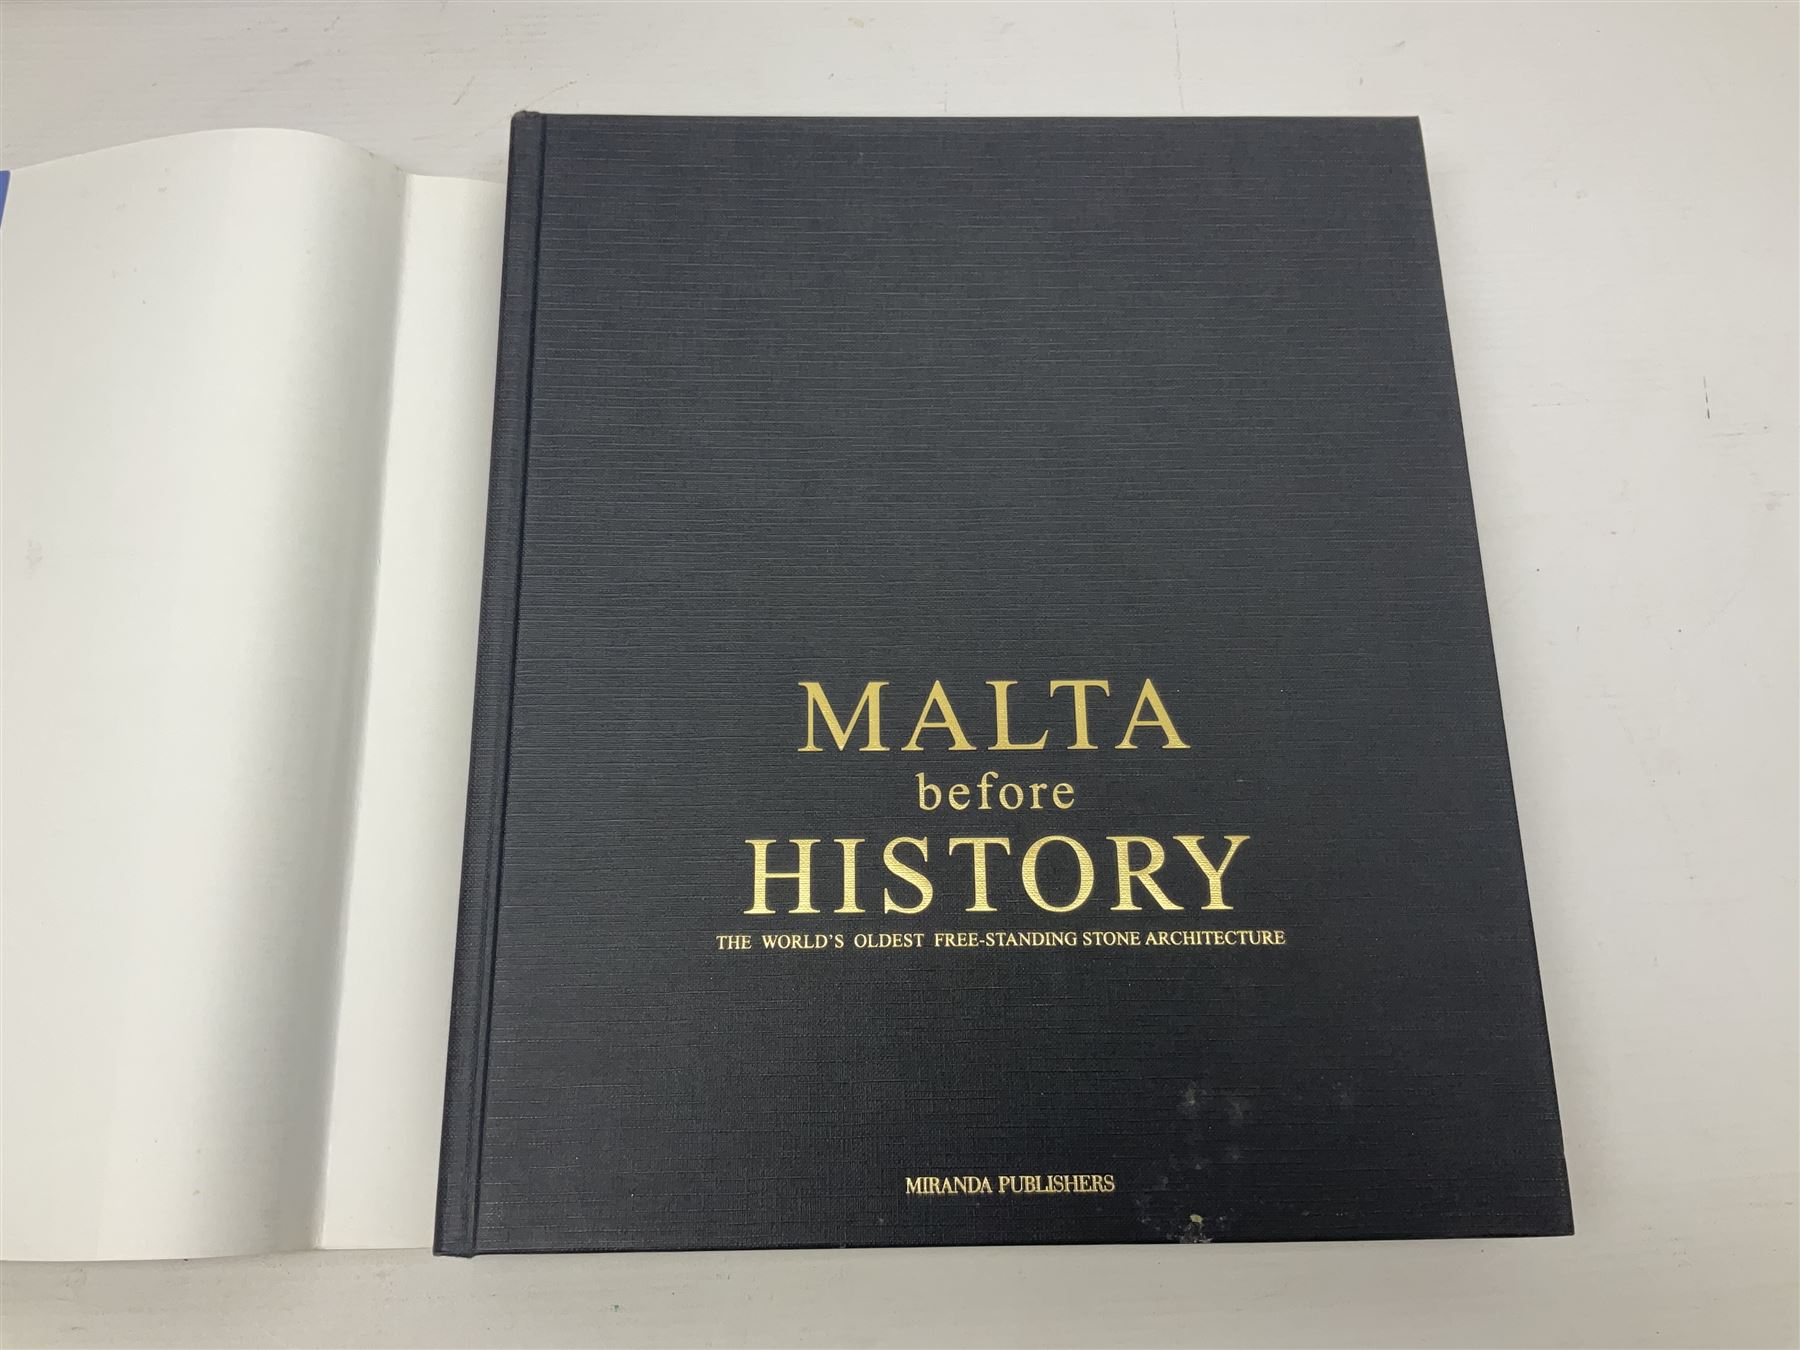 MALTA
before
HISTORY
THE WORLD'S OLDEST FREE-STANDING STONE ARCHITECTURE
MIRANDA PUBLISHERS